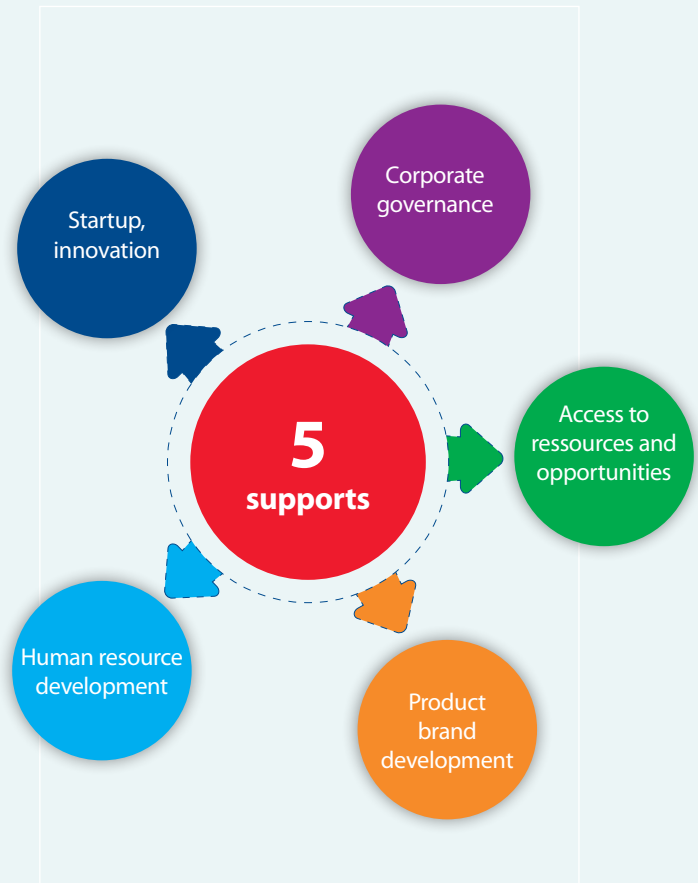 Corporate
governance
Startup,
innovation
Access to
ressources and
opportunities
5
supports
Human resource
development
Product
brand
development